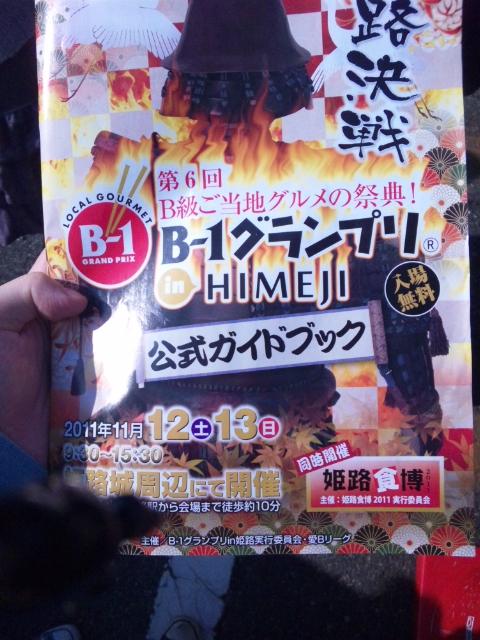 路決戦
LOCAL GOURMET
B-1
GRAND PRIX
第6回
B級ご当地グルメの祭典!
B-1グランプリ®
in HIMEJI
入場
無料
公式ガイドブック
2011年11月12土13日
9:30~15:30
路城周辺にて開催
駅から会場まで徒歩約10分
同時開催
姫路食博2011
主催:姫路食博2011実行委員会
主催/B-1グランプリin姫路実行委員会・愛Bリーグ